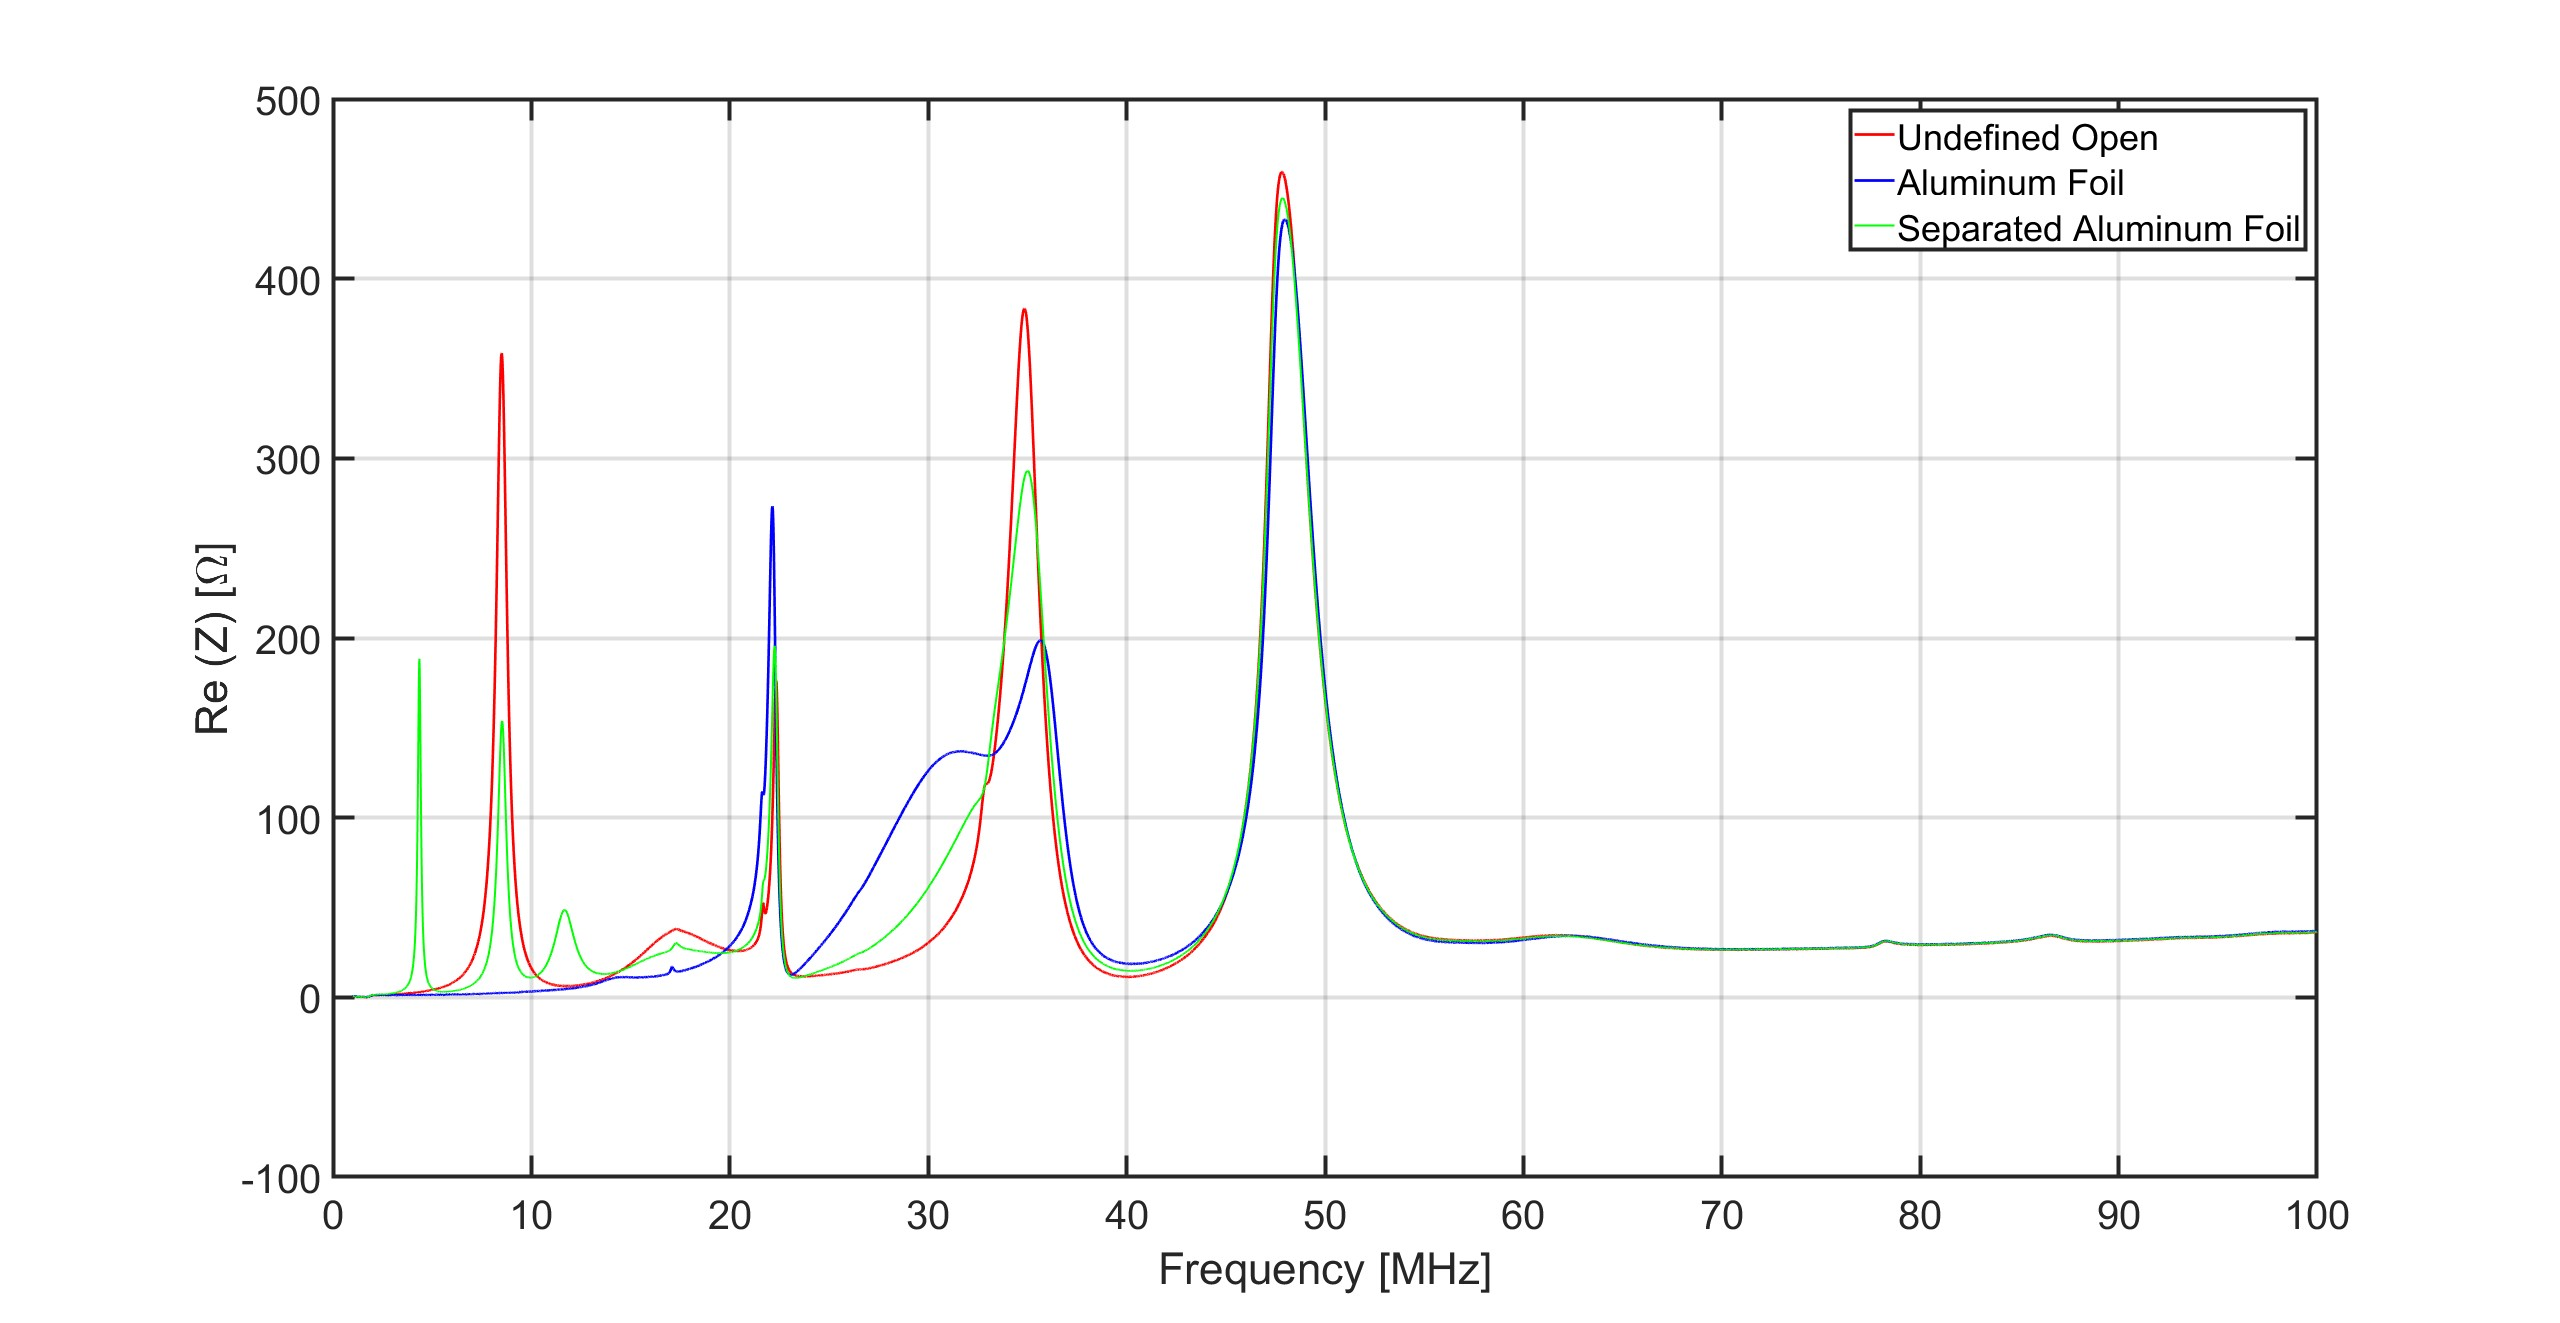 500
400
300
200
100
0
-100
0 10 20 30 40 50 60 70 80 90 100
Re (Z) [Ω]
Frequency [MHz]
Undefined Open
Aluminum Foil
Separated Aluminum Foil